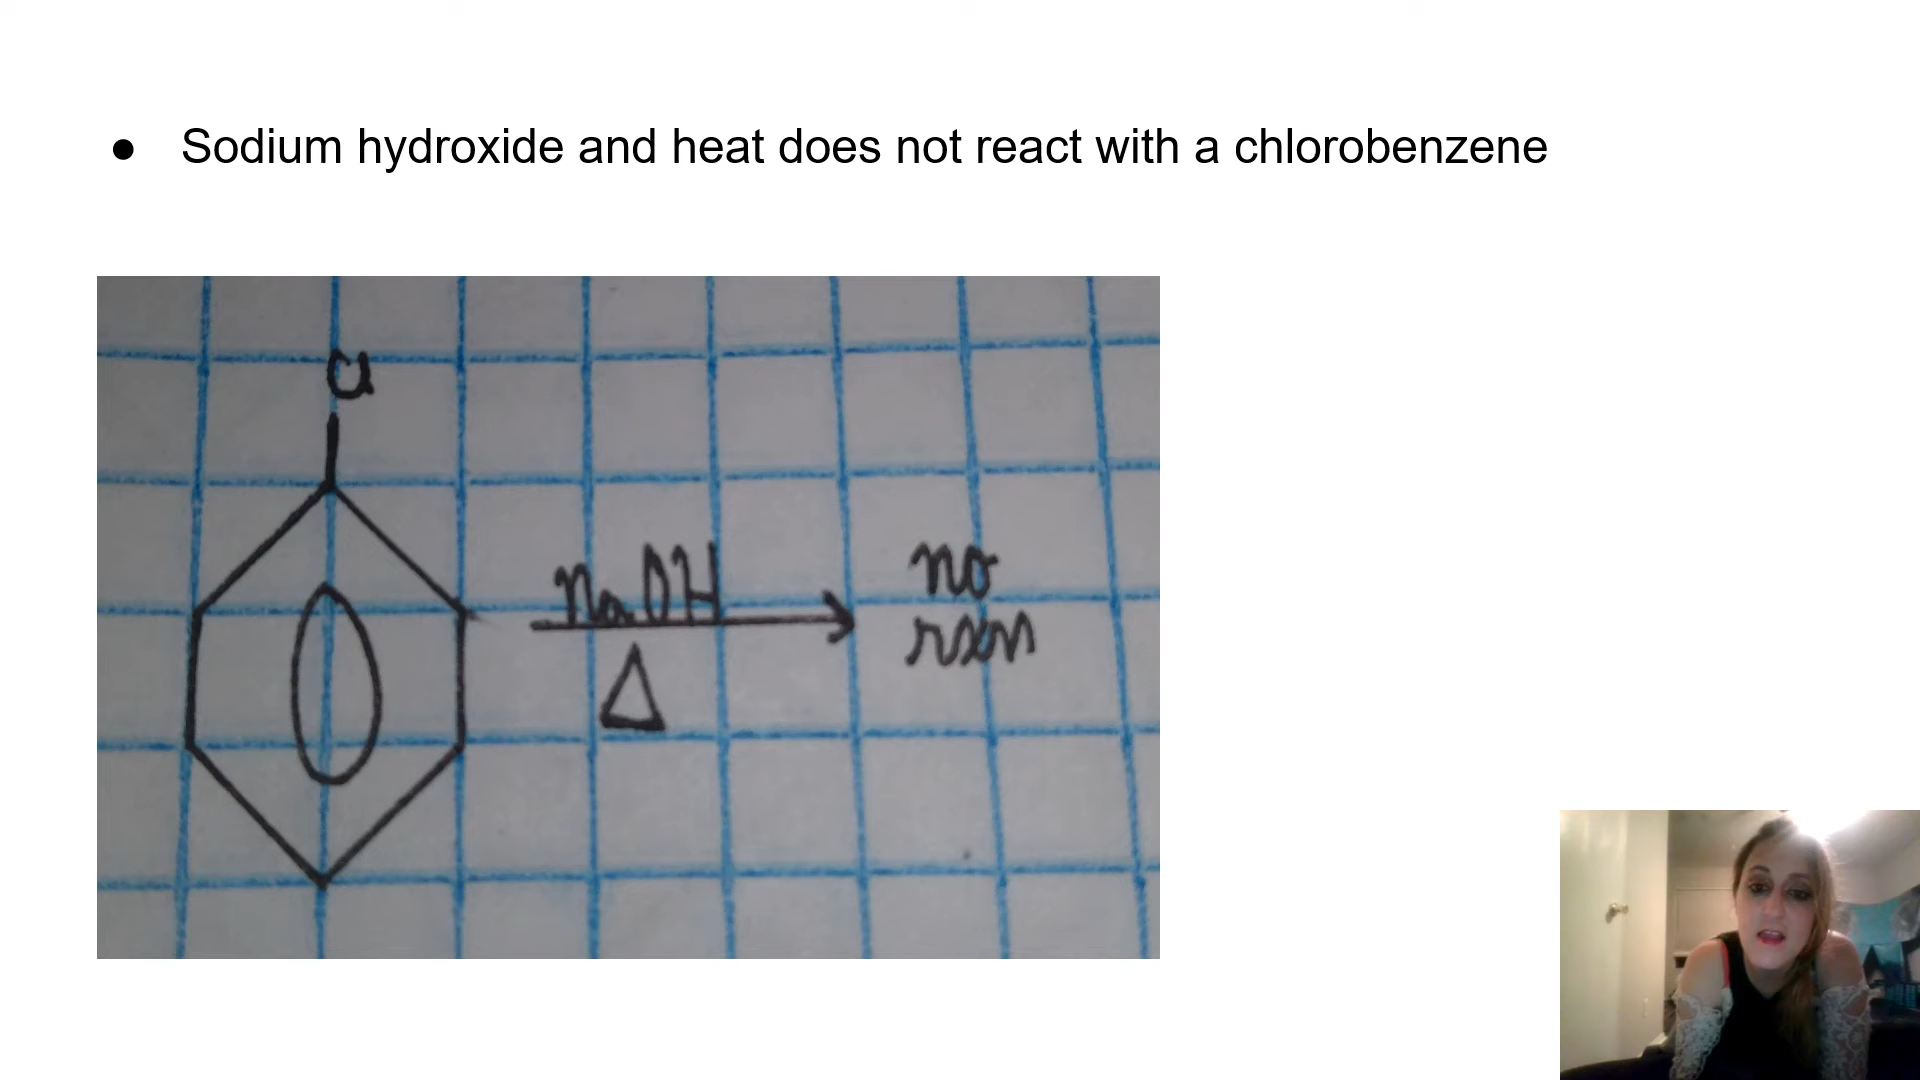 ● Sodium hydroxide and heat does not react with a chlorobenzene
Cl
NaOH
Δ
no
rxn